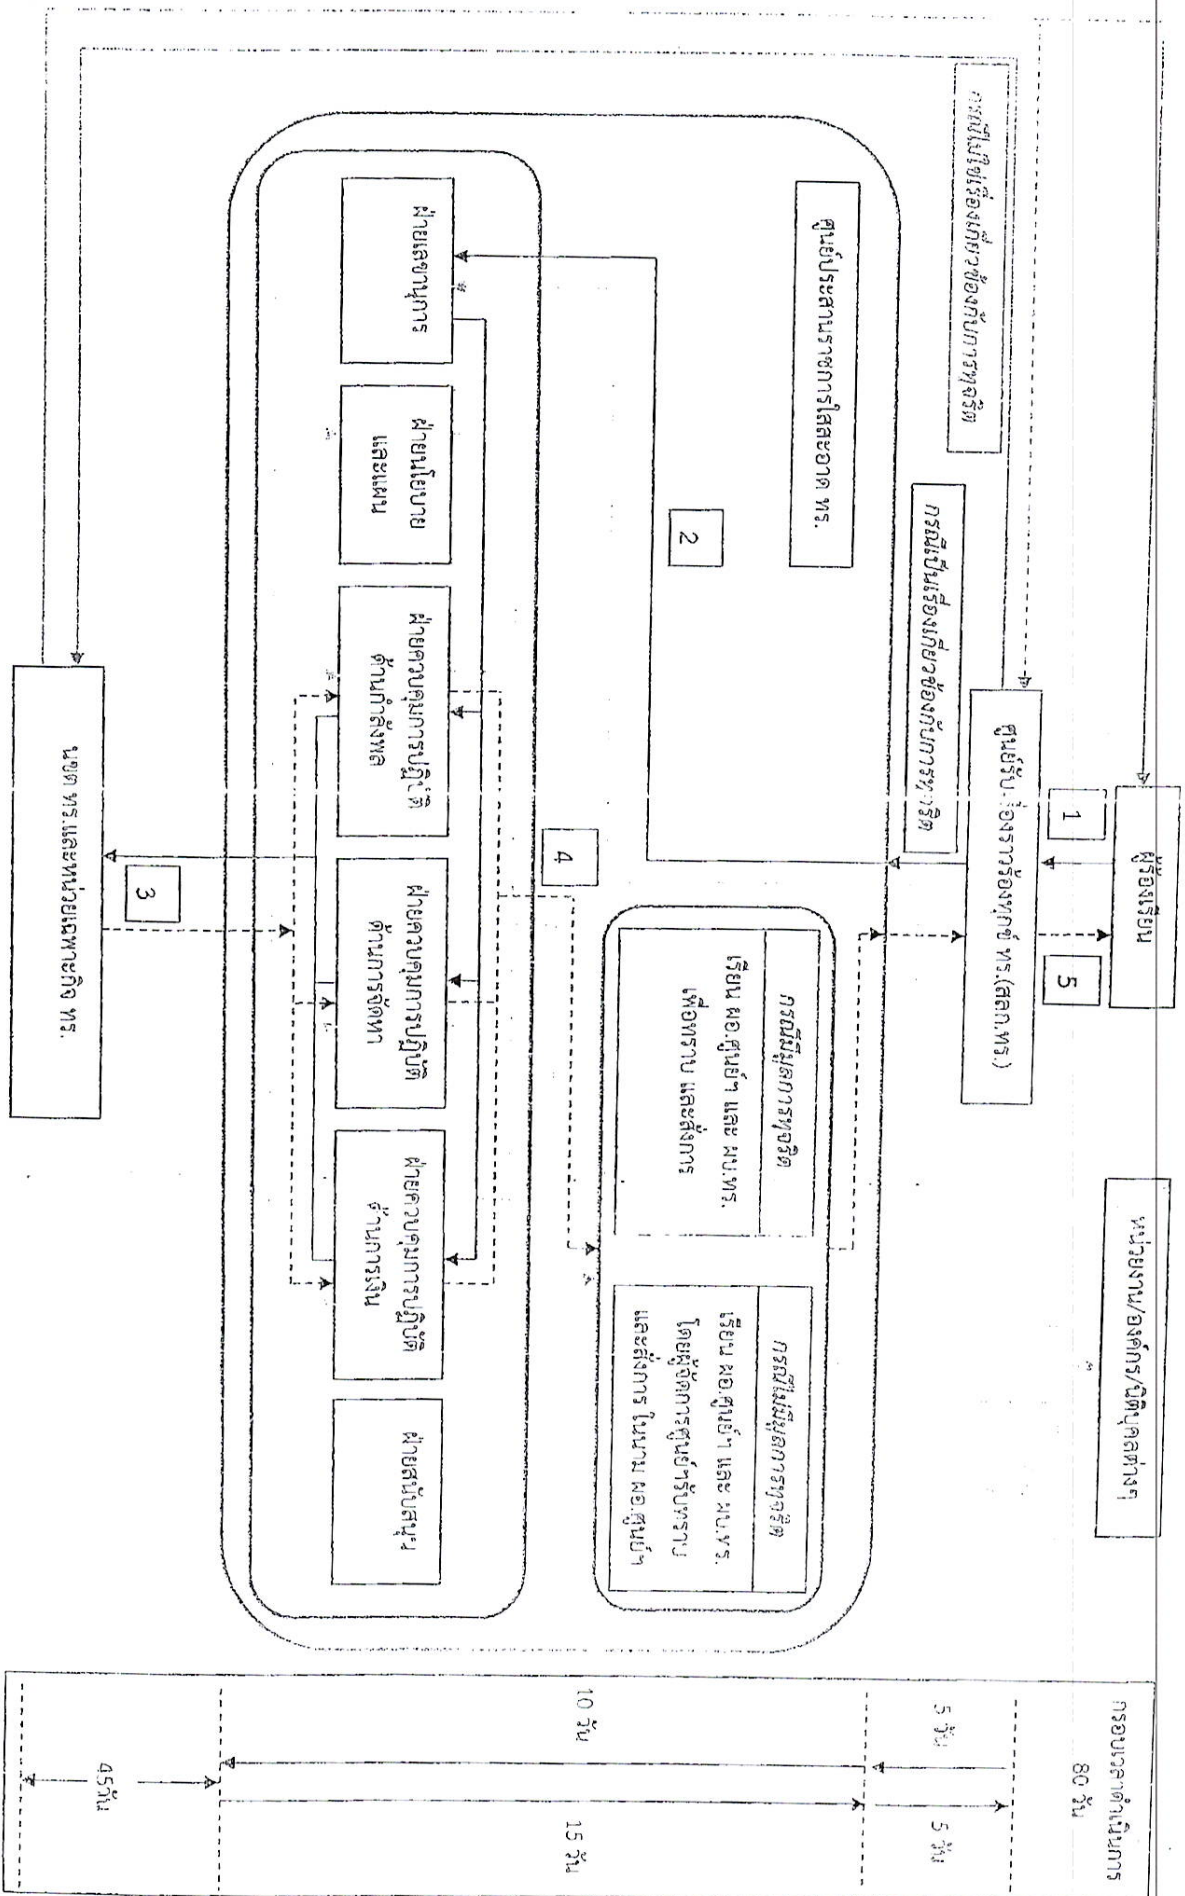 ผู้ร้องเรียน
หน่วยงาน/องค์กร/นิติบุคคลต่างๆ
กรอบเวลาดำเนินการ
80 วัน
1
5
ศูนย์รับเรื่องราวร้องทุกข์ ทร.(สลก.ทร.)
กรณีไม่ใช่เรื่องเกี่ยวข้องกับการทุจริต
กรณีเป็นเรื่องเกี่ยวข้องกับการทุจริต
5 วัน
5 วัน
ศูนย์ประสานราชการใสสะอาด ทร.
2
กรณีมีมูลการทุจริต
เรียน ผอ.ศูนย์ฯ และ ผบ.ทร.
เพื่อทราบ และสั่งการ
กรณีไม่มีมูลการทุจริต
เรียน ผอ.ศูนย์ฯ และ ผบ.ทร.
โดยผู้จัดการศูนย์ฯรับทราบ
และสั่งการ ในนาม ผอ.ศูนย์ฯ
10 วัน
15 วัน
4
ฝ่ายเลขานุการ
ฝ่ายนโยบาย
และแผน
ฝ่ายควบคุมการปฏิบัติ
ด้านกำลังพล
ฝ่ายควบคุมการปฏิบัติ
ด้านการจัดหา
ฝ่ายควบคุมการปฏิบัติ
ด้านการเงิน
ฝ่ายสนับสนุน
3
นขต.ทร.และหน่วยเฉพาะกิจ ทร.
45วัน